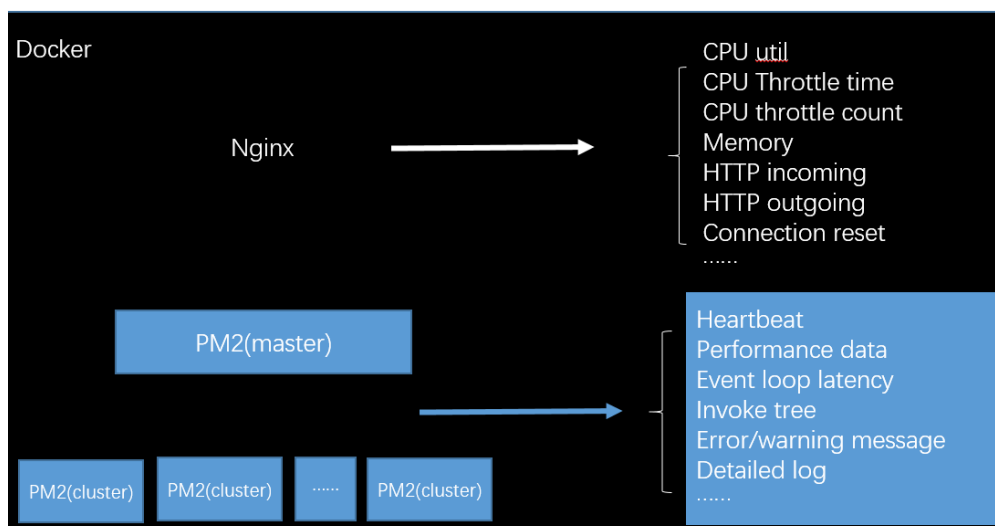 Docker
Nginx
CPU util
CPU Throttle time
CPU throttle count
Memory
HTTP incoming
HTTP outgoing
Connection reset
......
PM2(master)
Heartbeat
Performance data
Event loop latency
Invoke tree
Error/warning message
Detailed log
......
PM2(cluster)
PM2(cluster)
......
PM2(cluster)